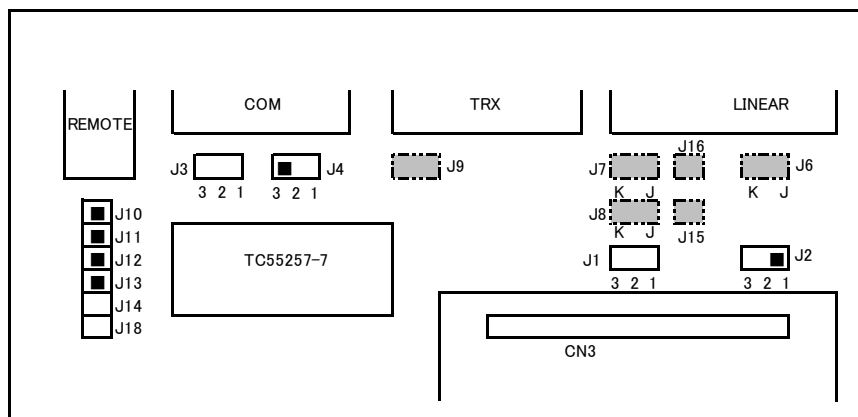 COM TRX LINEAR
REMOTE
J16
J3 J4 J9 J7 J6
3 2 1 3 2 1 K J K J
J10 J8
K J J15
J11
J12 TC55257-7 J1 J2
J13 3 2 1 3 2 1
J14
J18
CN3